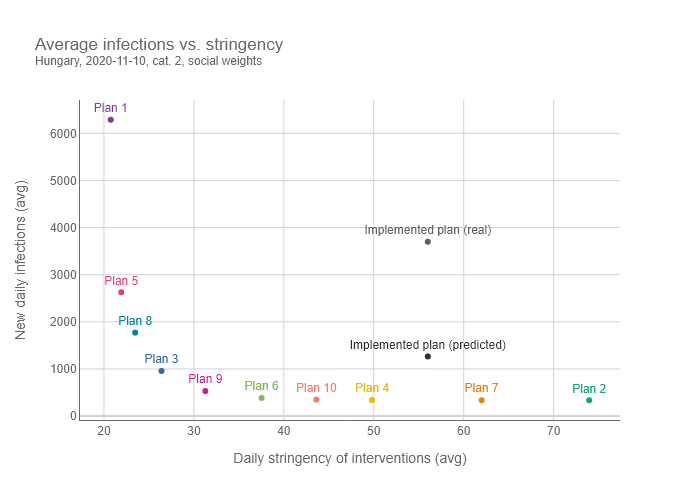 Average infections vs. stringency
Hungary, 2020-11-10, cat. 2, social weights
Plan 1
6000
5000
Implemented plan (real)
4000
Plan 5
3000
Plan 8
2000
Implemented plan (predicted)
Plan 3
1000
Plan 9
Plan 6
Plan 10
Plan 4
Plan 7
Plan 2
0
20
30
40
50
60
70
New daily infections (avg)
Daily stringency of interventions (avg)